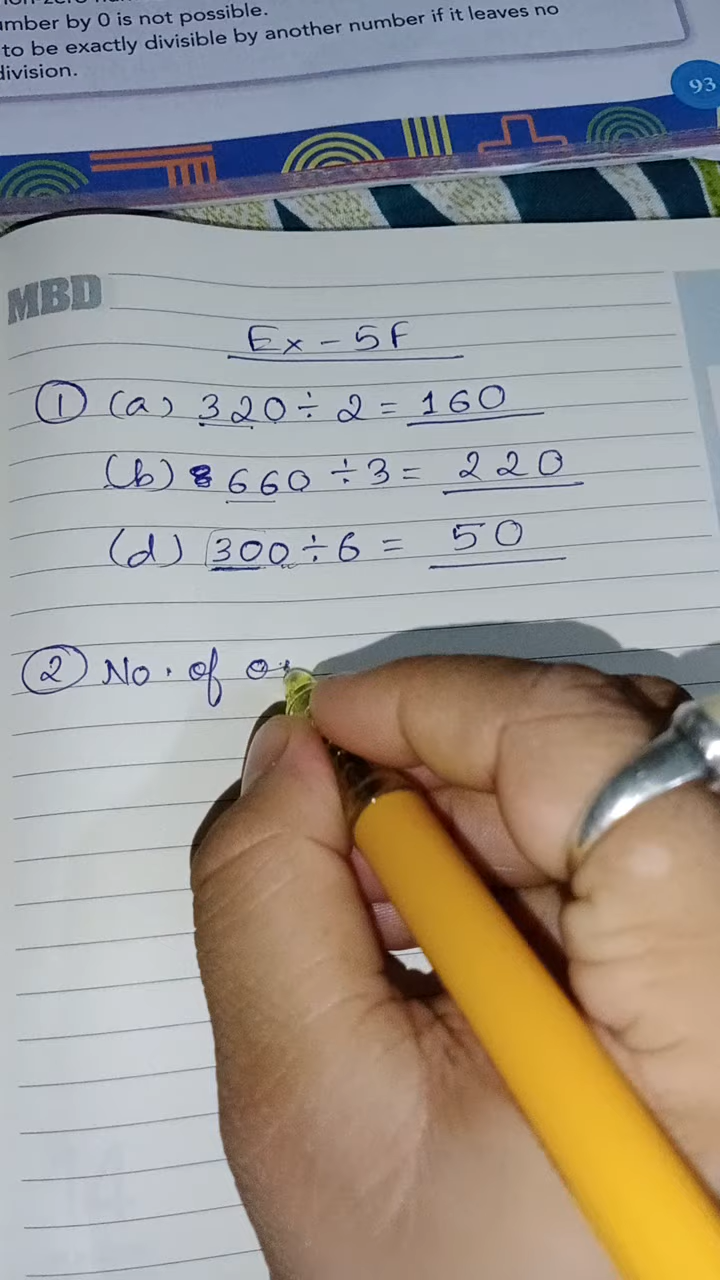 umber by 0 is not possible.
to be exactly divisible by another number if it leaves no
division.
93
MBD
Ex - 5F
① (a) 320 ÷ 2 = 160
(b) 660 ÷ 3 = 220
(d) 300 ÷ 6 = 50
② No. of